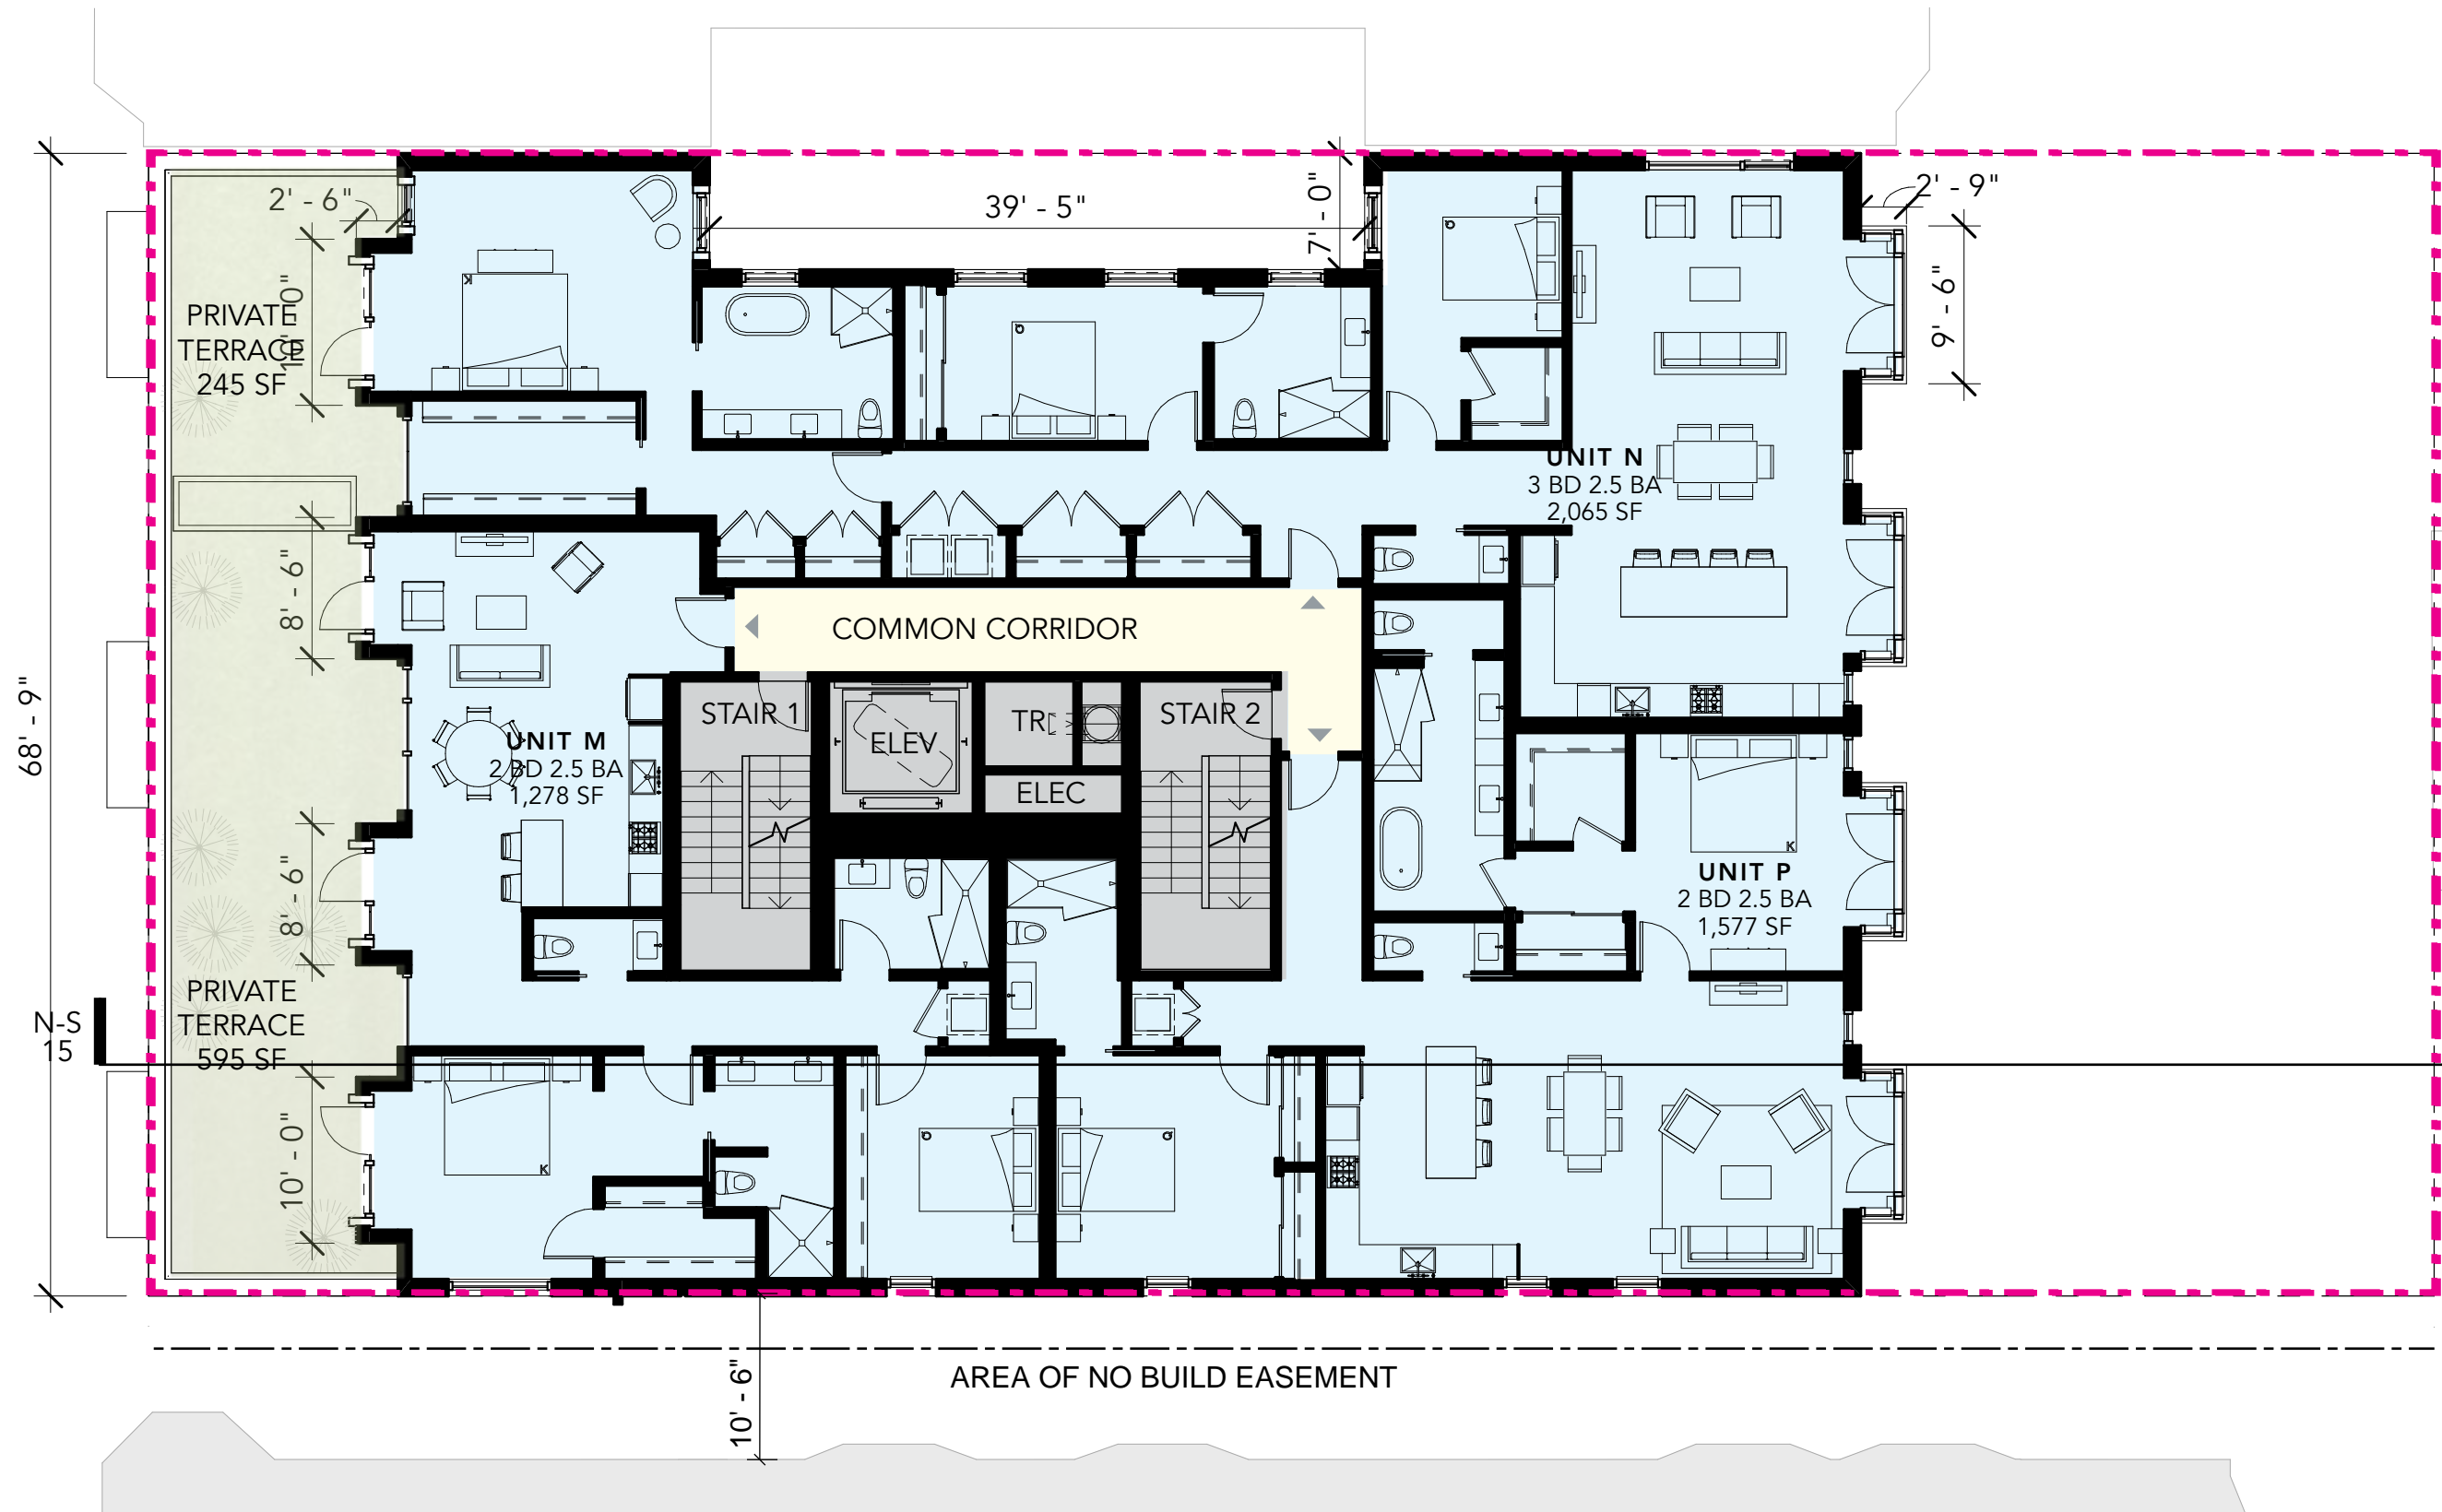 2' - 6"
39' - 5"
7' - 0"
2' - 9"
9' - 6"
10' - 0"
PRIVATE
TERRACE
245 SF
UNIT N
3 BD 2.5 BA
2,065 SF
8' - 6"
COMMON CORRIDOR
68' - 9"
STAIR 1
ELEV
TR
STAIR 2
ELEC
UNIT M
2 BD 2.5 BA
1,278 SF
K
Q
Q
K
UNIT P
2 BD 2.5 BA
1,577 SF
8' - 6"
PRIVATE
TERRACE
595 SF
N-S
15
10' - 0"
K
Q
Q
10' - 6"
AREA OF NO BUILD EASEMENT